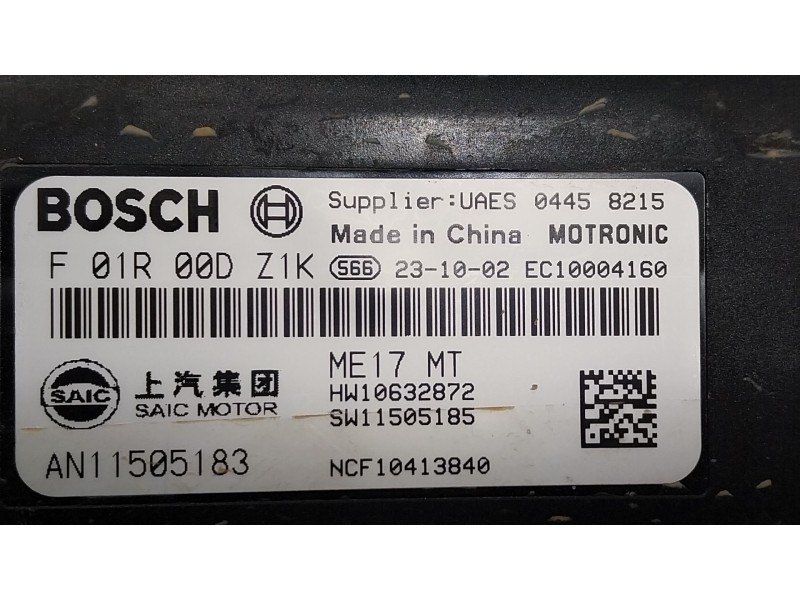 BOSCH Supplier:UAES 0445 8215
Made in China MOTRONIC
F 01R 00D Z1K 566 23-10-02 EC10004160
SAIC 上汽集团 ME17 MT
SAIC MOTOR HW10632872
SW11505185
AN11505183 NCF10413840